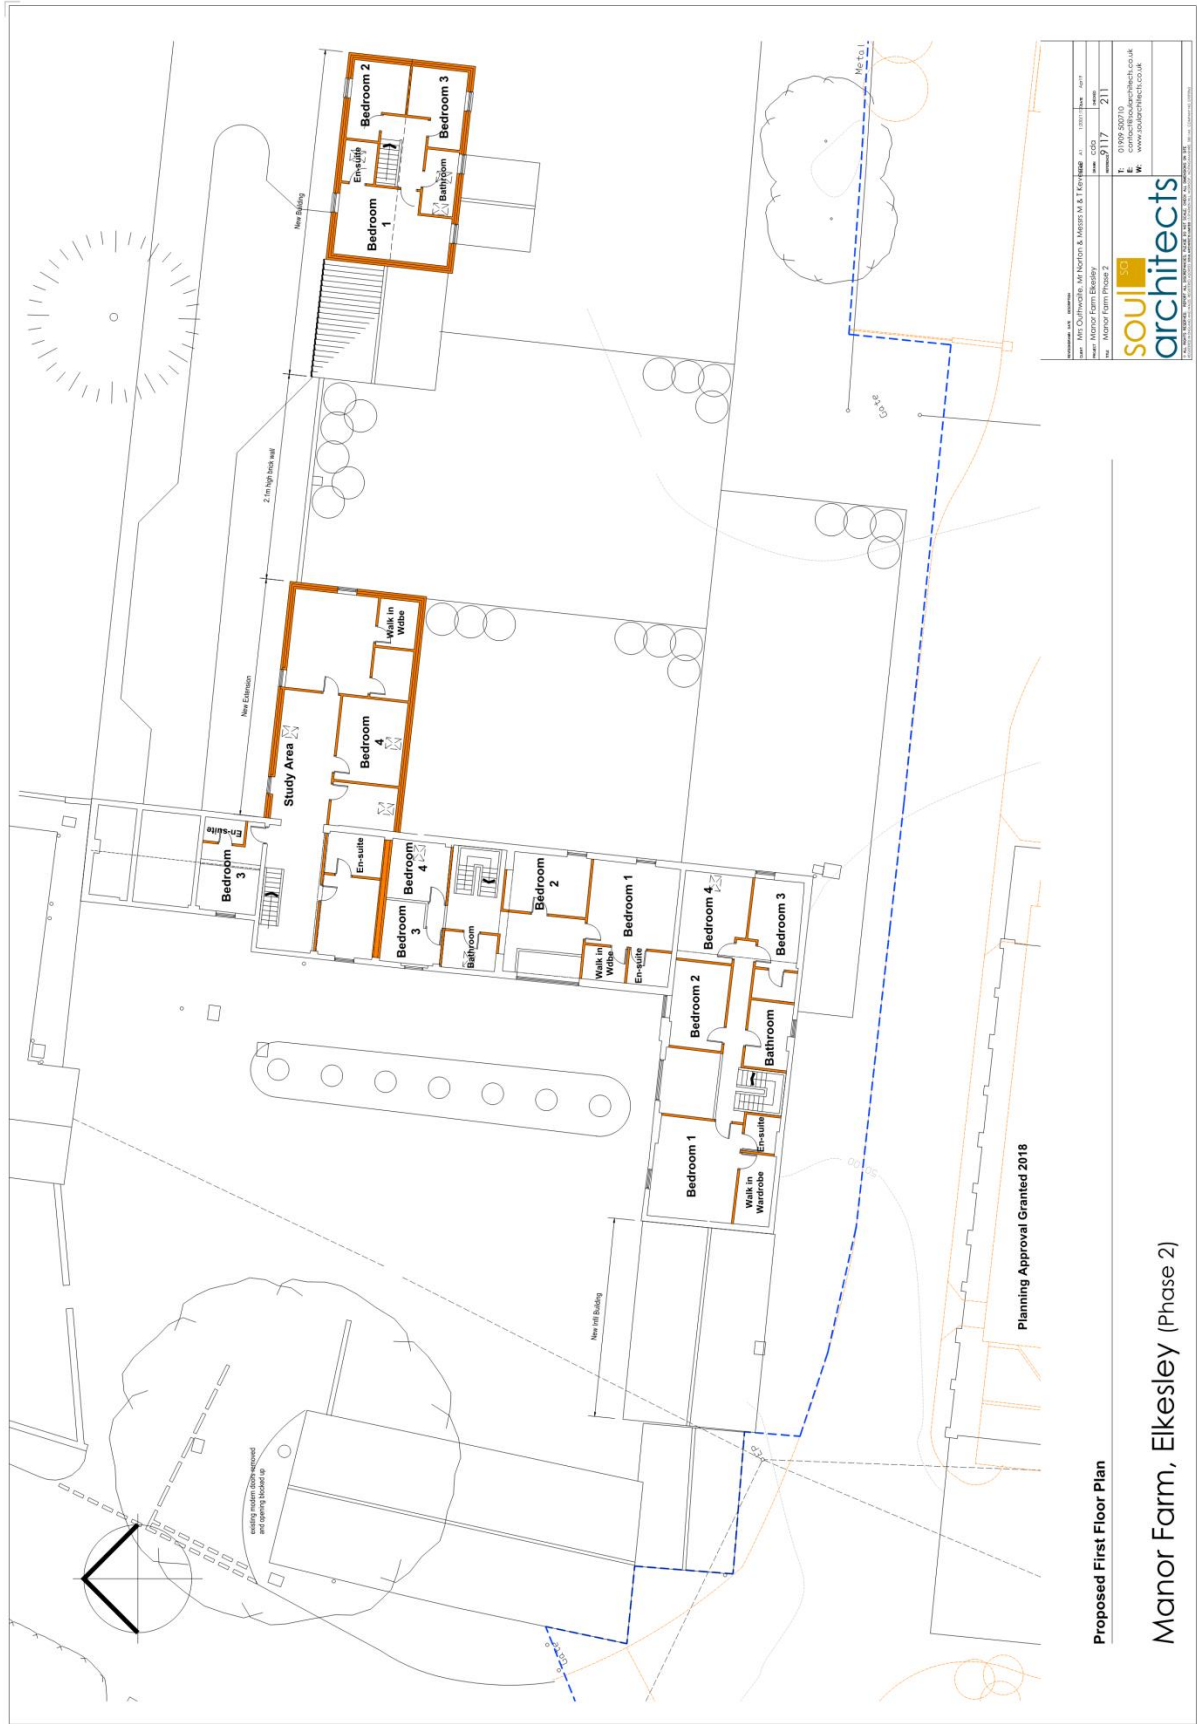 New Building
Bedroom 2
Bedroom 3
En-suite
Bathroom
Bedroom
1
2.1m high brick wall
New Extension
Walk in
Wdbe
Study Area
Bedroom
4
En-suite
Bedroom
3
En-suite
Bedroom
4
Bedroom
3
Bathroom
Bedroom
2
Bedroom 1
Walk in
Wdbe
En-suite
Bedroom 4
Bedroom 3
Bedroom 2
Bathroom
Bedroom 1
En-suite
Walk in
Wardrobe
New Infil Building
existing modern doors removed
and opening blocked up
Gate
EP
Metal
Gate
Planning Approval Granted 2018
Proposed First Floor Plan
Manor Farm, Elkesley (Phase 2)
Mrs Outhwaite, Mr Norton & Messrs M & T
Manor Farm Elkesley
Manor Farm Phase 2
9117
211
soul
sa
architects
T: 01909 500710
E: contact@soularchitects.co.uk
W: www.soularchitects.co.uk